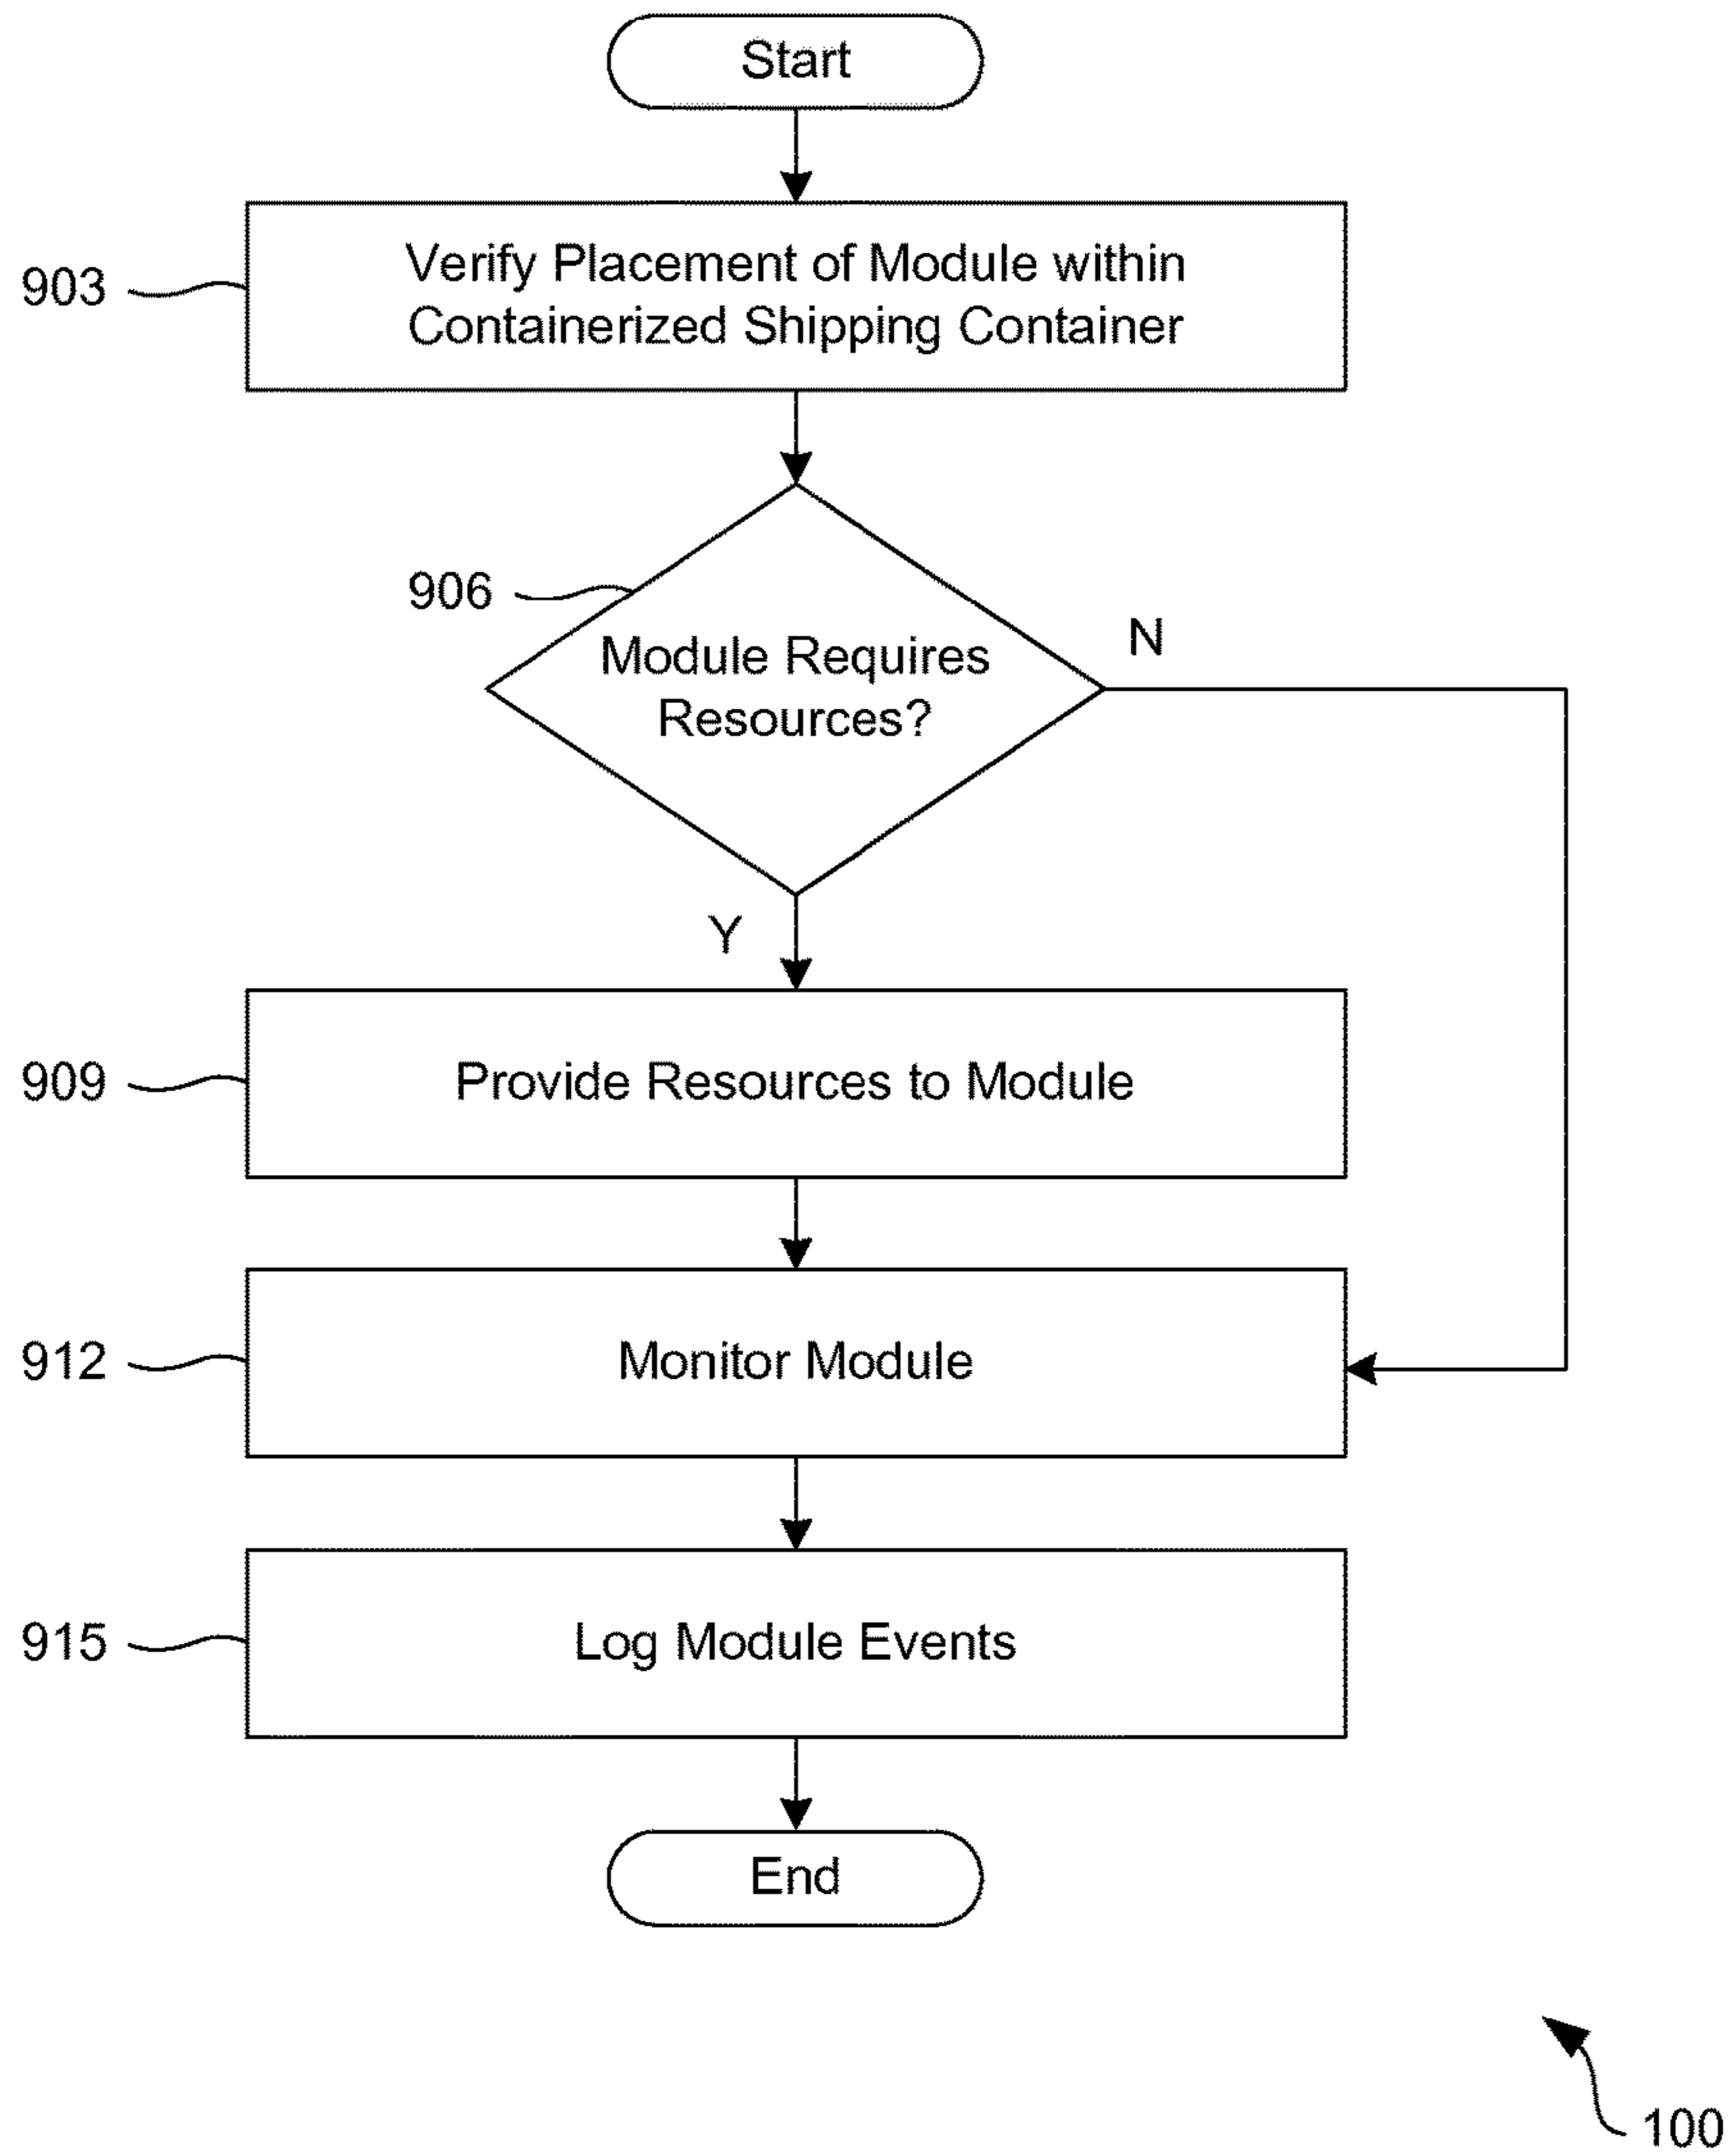 Start
903
Verify Placement of Module within
Containerized Shipping Container
906
Module Requires
Resources?
N
Y
909
Provide Resources to Module
912
Monitor Module
915
Log Module Events
End
100